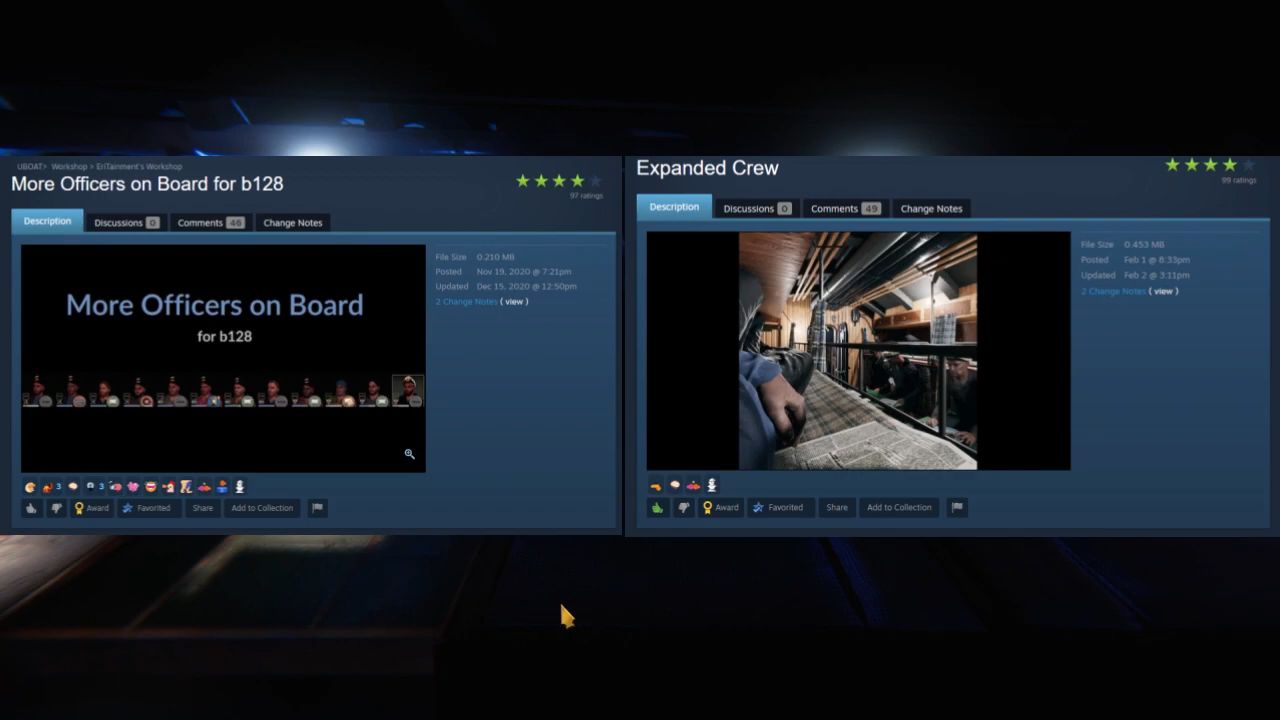 UBOAT> Workshop > EriTainment's Workshop
More Officers on Board for b128
97 ratings
Description
Discussions 0
Comments 46
Change Notes
More Officers on Board
for b128
File Size 0.210 MB
Posted Nov 19, 2020 @ 7:21pm
Updated Dec 15, 2020 @ 12:50pm
2 Change Notes ( view )
3
3
Award
Favorited
Share
Add to Collection
Expanded Crew
99 ratings
Description
Discussions 0
Comments 49
Change Notes
File Size 0.453 MB
Posted Feb 1 @ 8:33pm
Updated Feb 2 @ 3:11pm
2 Change Notes ( view )
Award
Favorited
Share
Add to Collection